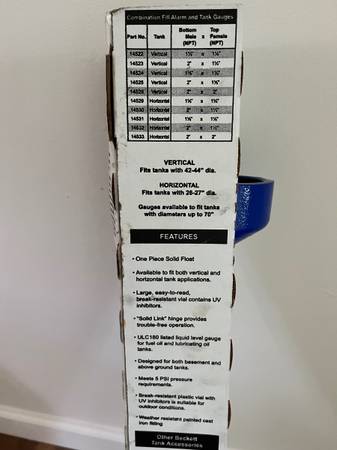 Combination Fill Alarm and Tank Gauges
Part No. Tank Bottom Male (NPT) x Top Female (NPT)
14522 Vertical 1½" x 1¼"
14523 Vertical 2" x 1¼"
14524 Vertical 1½" x 1½"
14525 Vertical 2" x 1½"
14528 Vertical 2" x 2"
14529 Horizontal 1½" x 1¼"
14530 Horizontal 2" x 1¼"
14531 Horizontal 1½" x 1½"
14532 Horizontal 2" x 1½"
14533 Horizontal 2" x 2"
VERTICAL
Fits tanks with 42-44" dia.
HORIZONTAL
Fits tanks with 26-27" dia.
Gauges available to fit tanks
with diameters up to 70"
FEATURES
• One Piece Solid Float
• Available to fit both vertical and
horizontal tank applications.
• Large, easy-to-read,
break-resistant vial contains UV
inhibitors.
• "Solid Link" hinge provides
trouble-free operation.
• ULC180 listed liquid level gauge
for fuel oil and lubricating oil
tanks.
• Designed for both basement and
above ground tanks.
• Meets 5 PSI pressure
requirements.
• Break-resistant plastic vial with
UV inhibitors is suitable for
outdoor conditions.
• Weather resistant painted cast
iron fitting
Other Beckett
Tank Accessories